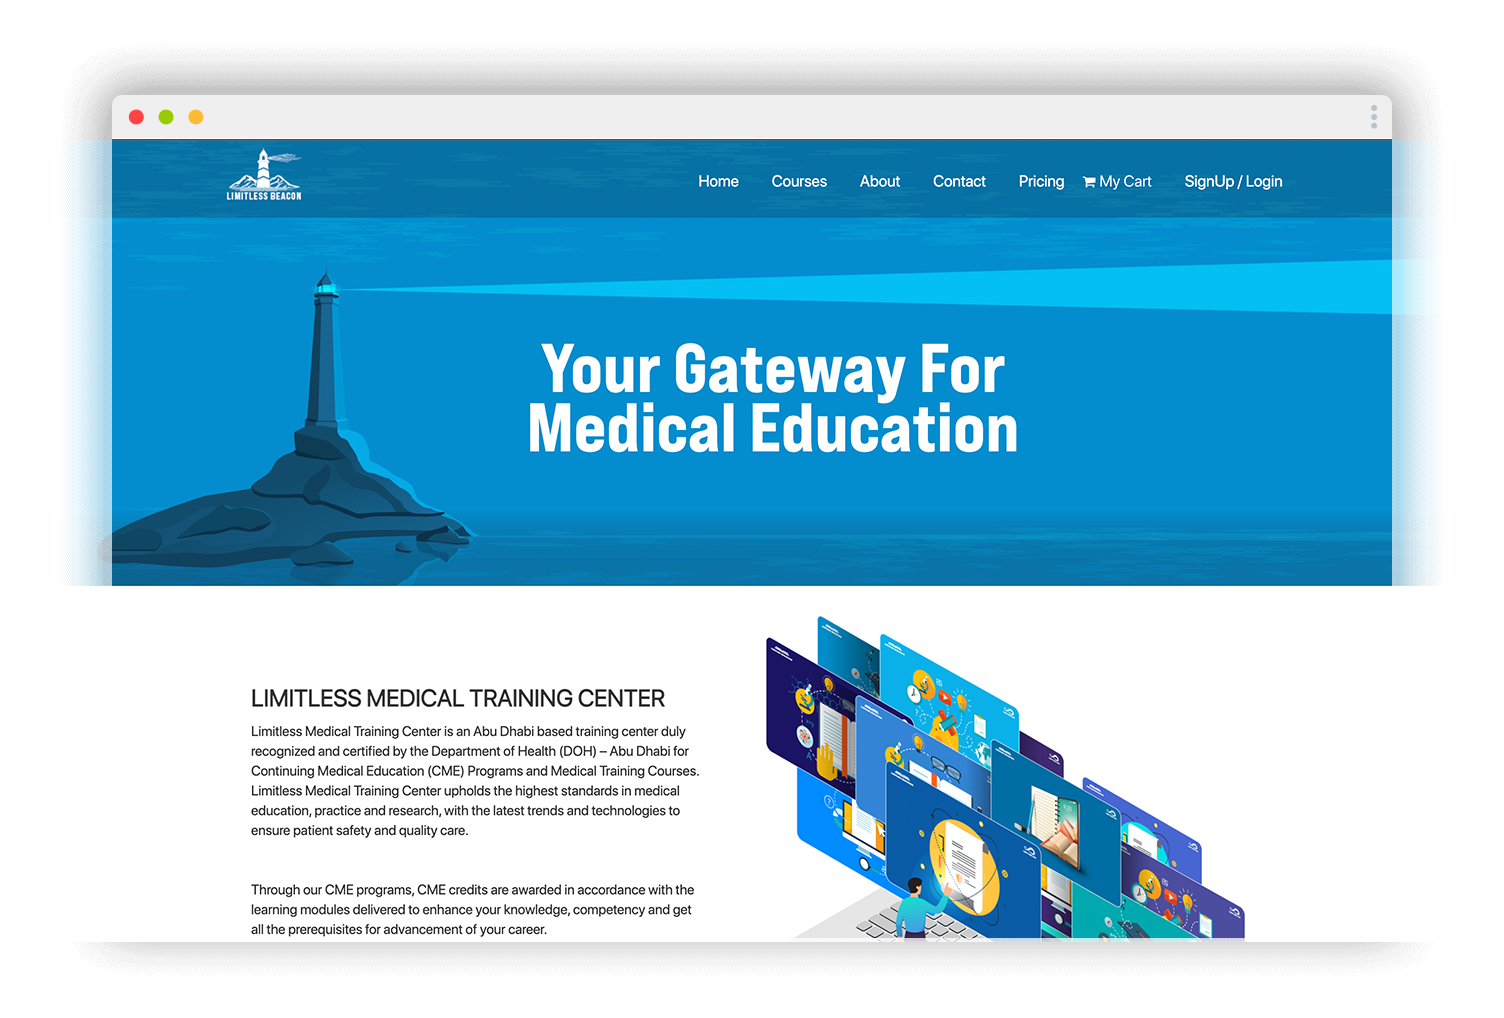 LIMITLESS BEACON
Home Courses About Contact Pricing My Cart SignUp / Login
Your Gateway For
Medical Education
LIMITLESS MEDICAL TRAINING CENTER
Limitless Medical Training Center is an Abu Dhabi based training center duly
recognized and certified by the Department of Health (DOH) – Abu Dhabi for
Continuing Medical Education (CME) Programs and Medical Training Courses.
Limitless Medical Training Center upholds the highest standards in medical
education, practice and research, with the latest trends and technologies to
ensure patient safety and quality care.
Through our CME programs, CME credits are awarded in accordance with the
learning modules delivered to enhance your knowledge, competency and get
all the prerequisites for advancement of your career.